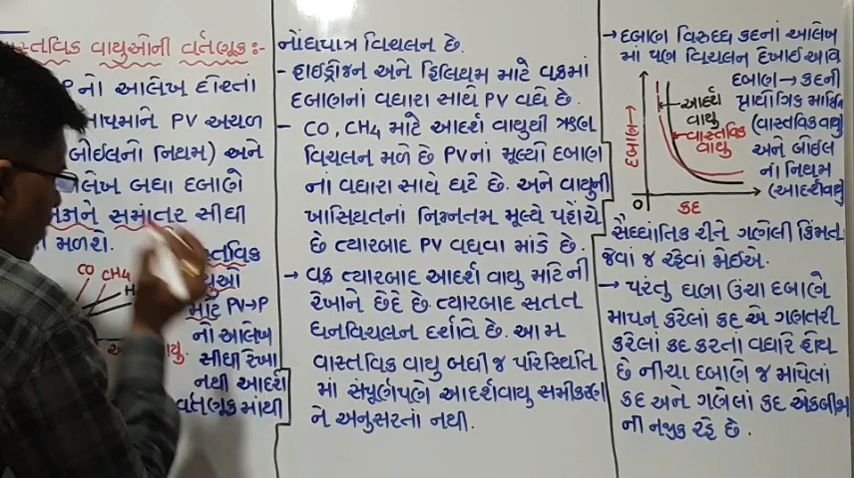 વાયુઓની વર્તણૂક:-
નો આલેખ દોરતાં
PV અચળ
બોઈલનો નિયમ) અને
બધા દબાણે
સમાંતર સીધી
મળશે.
CO
CH4
માટે PV→P
નો આલેખ
સીધી રેખા
નથી આદર્શ
વર્તણૂક માંથી
નોંધપાત્ર વિચલન છે.
- હાઈડ્રોજન અને હિલિયમ માટે વક્રમાં
દબાણનાં વધારા સાથે PV વધે છે.
- CO, CH4 માટે આદર્શ વાયુથી ઋણ
વિચલન મળે છે PVનાં મૂલ્યો દબાણ
નાં વધારા સાથે ઘટે છે. અને વાયુની
ખાસિયતનાં નિમ્નતમ મૂલ્યે પહોંચે
છે ત્યારબાદ PV વધવા માંડે છે.
→ વક્ર ત્યારબાદ આદર્શ વાયુ માટેની
રેખાને છેદે છે. ત્યારબાદ સતત
ધનવિચલન દર્શાવે છે. આમ
વાસ્તવિક વાયુ બધી જ પરિસ્થિતિ
માં સંપૂર્ણપણે આદર્શવાયુ સમીકરણ
ને અનુસરતાં નથી.
→ દબાણ વિરુદ્ધ કદનાં આલેખ
માં પણ વિચલન દેખાઈ આવે
દબાણ → કદની
પ્રાયોગિક માહિતી
(વાસ્તવિક વાયુ)
અને બોઈલ
નાં નિયમ
(આદર્શવાયુ)
આદર્શ
વાયુ
વાસ્તવિક
વાયુ
દબાણ→
0
કદ
સૈદ્ધાંતિક રીતે ગણેલી કિંમત
જેવાં જ રહેવાં જોઈએ.
→ પરંતુ ઘણા ઉંચા દબાણે
માપન કરેલાં કદ એ ગણતરી
કરેલાં કદ કરતાં વધારે હોય
છે નીચા દબાણે જ માપેલાં
કદ અને ગણેલાં કદ એકબીજા
ની નજીક રહે છે.